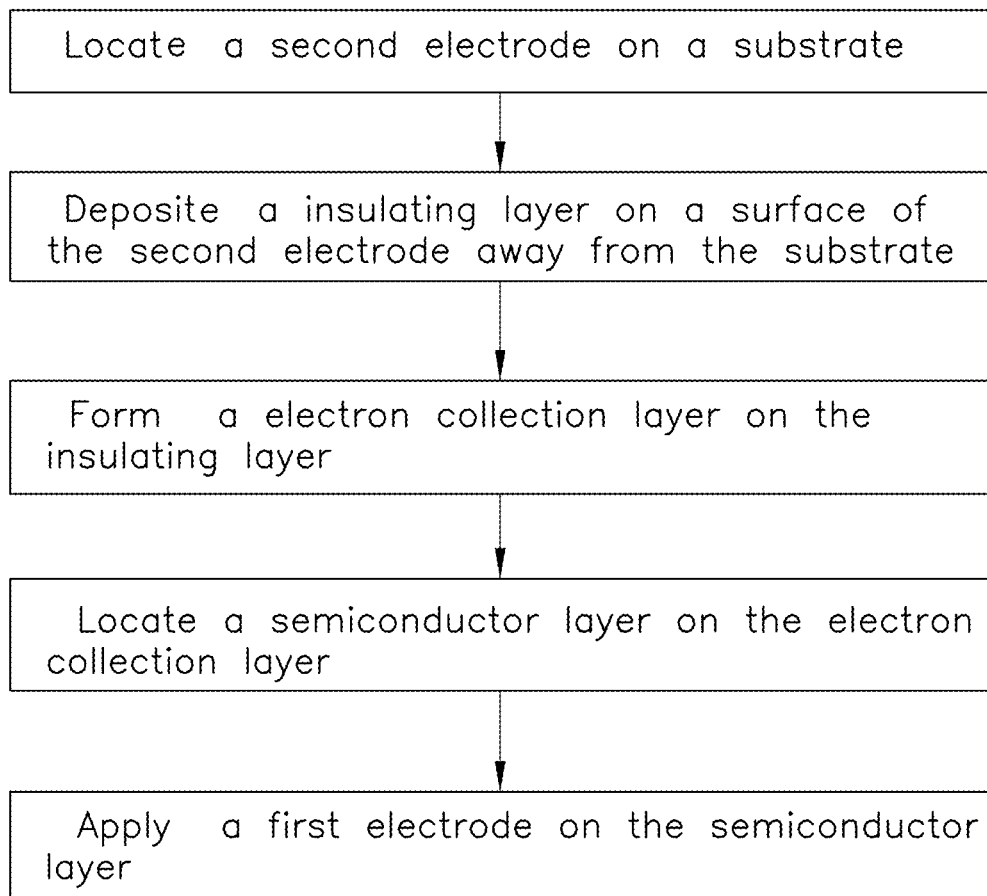 Locate a second electrode on a substrate
Deposite a insulating layer on a surface of
the second electrode away from the substrate
Form a electron collection layer on the
insulating layer
Locate a semiconductor layer on the electron
collection layer
Apply a first electrode on the semiconductor
layer